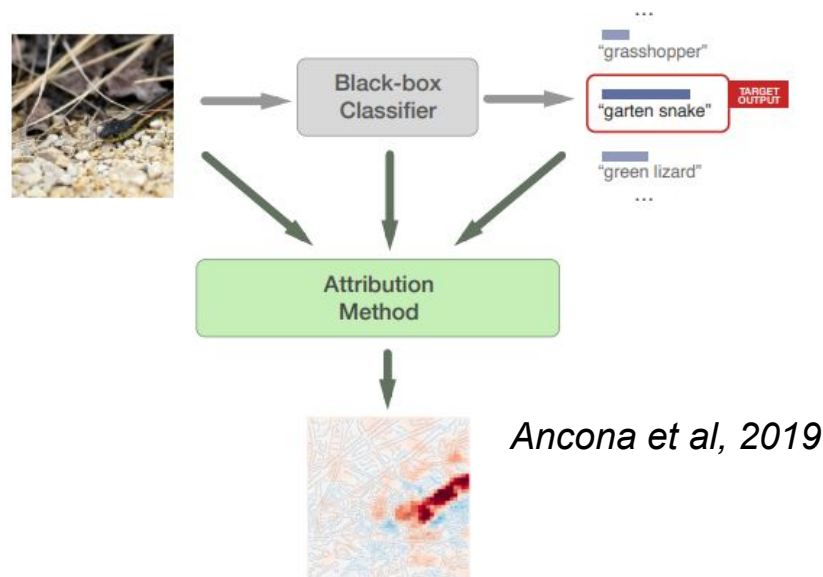 ...
"grasshopper"
Black-box
Classifier
TARGET
OUTPUT
"garten snake"
"green lizard"
...
Attribution
Method
Ancona et al, 2019